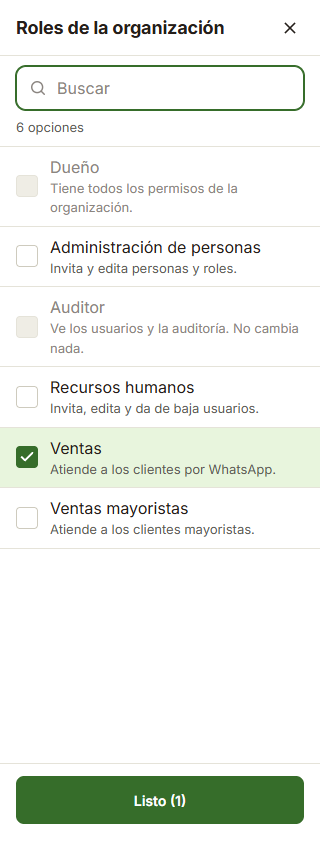 Roles de la organización
Buscar
6 opciones
Dueño
Tiene todos los permisos de la
organización.
Administración de personas
Invita y edita personas y roles.
Auditor
Ve los usuarios y la auditoría. No cambia
nada.
Recursos humanos
Invita, edita y da de baja usuarios.
Ventas
Atiende a los clientes por WhatsApp.
Ventas mayoristas
Atiende a los clientes mayoristas.
Listo (1)